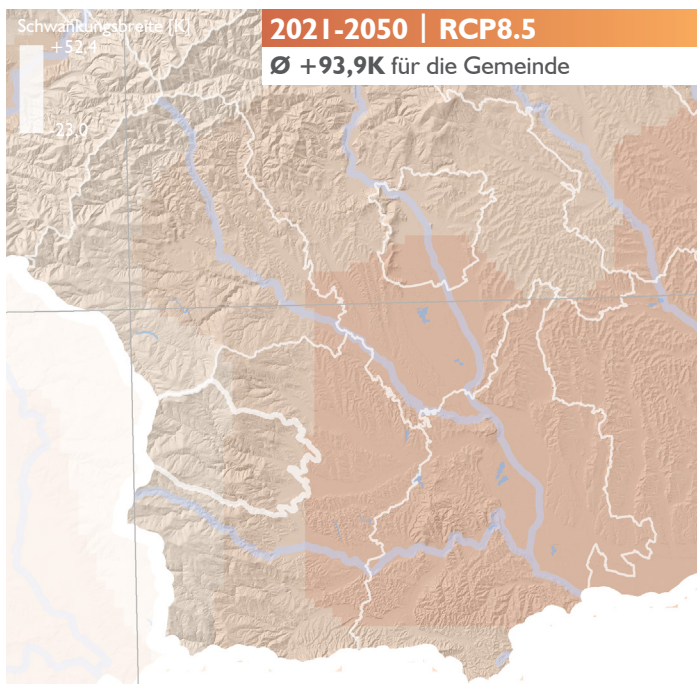 Schwankungsbreite [K]
+52,4
-23,0
2021-2050 | RCP8.5
Ø +93,9K für die Gemeinde